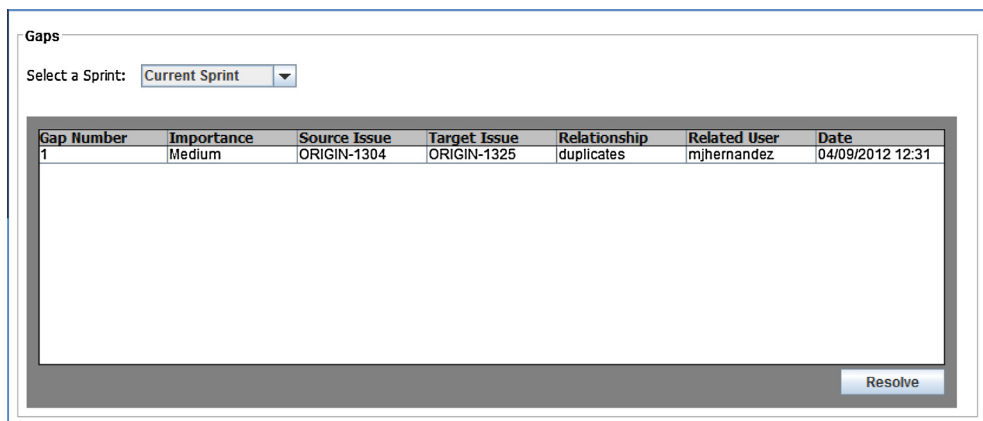 Gaps
Select a Sprint: Current Sprint
Gap Number Importance Source Issue Target Issue Relationship Related User Date
1 Medium ORIGIN-1304 ORIGIN-1325 duplicates mjhernandez 04/09/2012 12:31
Resolve